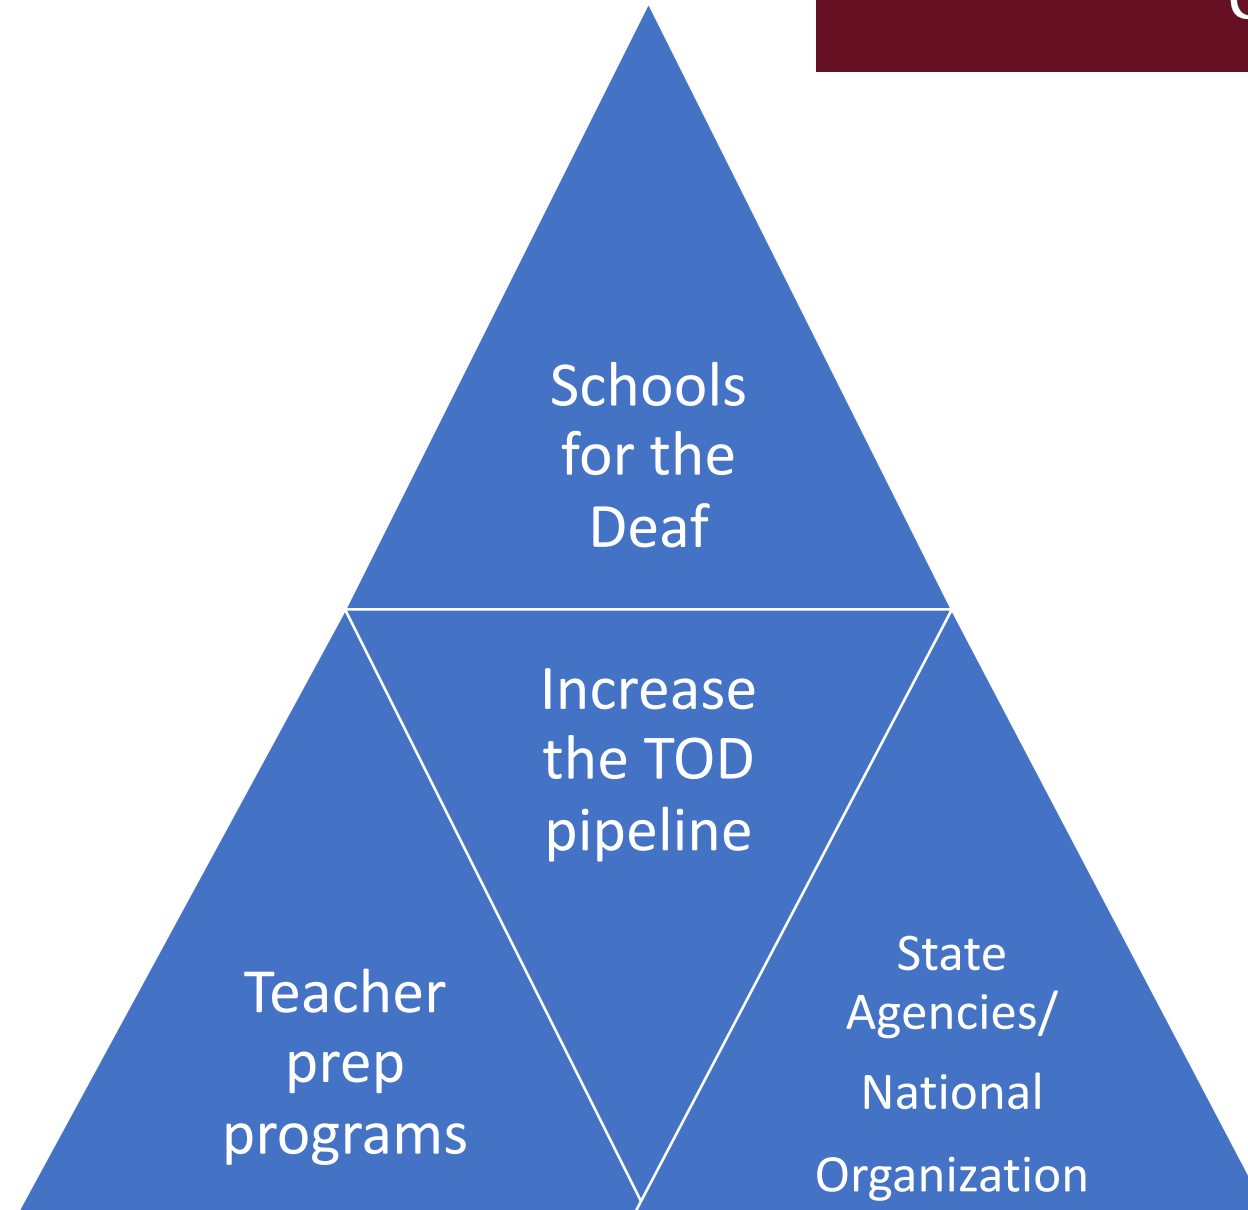 Schools
for the
Deaf
Increase
the TOD
pipeline
Teacher
prep
programs
State
Agencies/
National
Organization